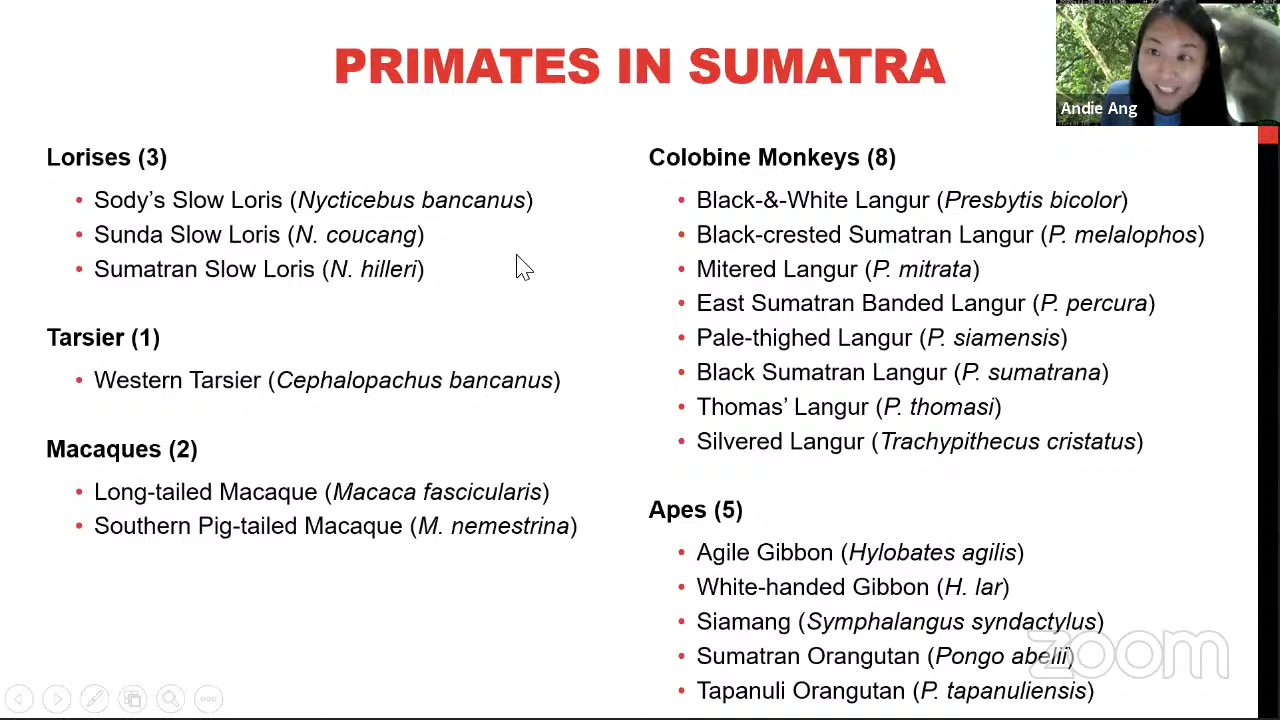 PRIMATES IN SUMATRA
Andie Ang
Lorises (3)
• Sody's Slow Loris (Nycticebus bancanus)
• Sunda Slow Loris (N. coucang)
• Sumatran Slow Loris (N. hilleri)
Tarsier (1)
• Western Tarsier (Cephalopachus bancanus)
Macaques (2)
• Long-tailed Macaque (Macaca fascicularis)
• Southern Pig-tailed Macaque (M. nemestrina)
Colobine Monkeys (8)
• Black-&-White Langur (Presbytis bicolor)
• Black-crested Sumatran Langur (P. melalophos)
• Mitered Langur (P. mitrata)
• East Sumatran Banded Langur (P. percura)
• Pale-thighed Langur (P. siamensis)
• Black Sumatran Langur (P. sumatrana)
• Thomas’ Langur (P. thomasi)
• Silvered Langur (Trachypithecus cristatus)
Apes (5)
• Agile Gibbon (Hylobates agilis)
• White-handed Gibbon (H. lar)
• Siamang (Symphalangus syndactylus)
• Sumatran Orangutan (Pongo abelii)
• Tapanuli Orangutan (P. tapanuliensis)
zoom